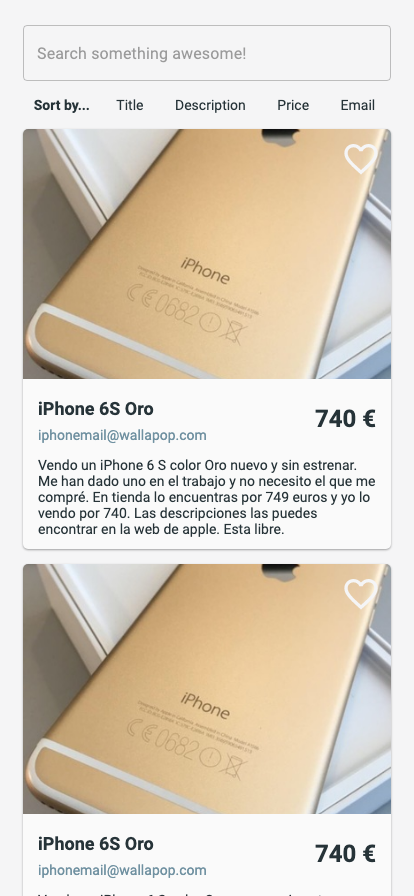 Search something awesome!
Sort by... Title Description Price Email
iPhone
iPhone 6S Oro
740 €
iphonemail@wallapop.com
Vendo un iPhone 6 S color Oro nuevo y sin estrenar.
Me han dado uno en el trabajo y no necesito el que me
compré. En tienda lo encuentras por 749 euros y yo lo
vendo por 740. Las descripciones las puedes
encontrar en la web de apple. Esta libre.
iPhone
iPhone 6S Oro
740 €
iphonemail@wallapop.com